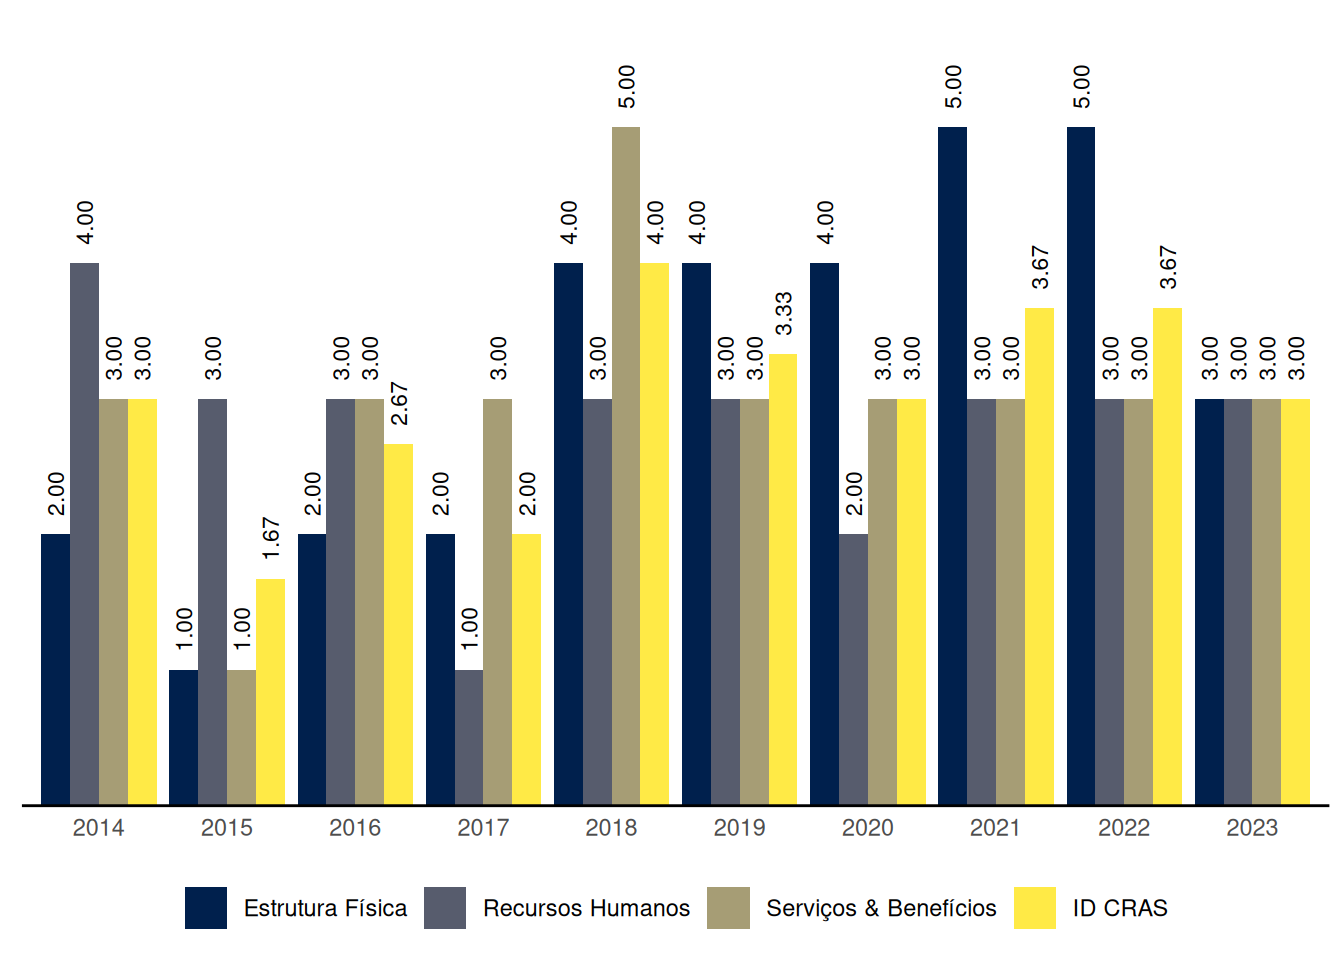 5.00 5.00 5.00
4.00 4.00 4.00 4.00 4.00
3.67 3.67
3.33
3.00 3.00 3.00 3.00 3.00 3.00 3.00 3.00 3.00 3.00 3.00 3.00 3.00 3.00 3.00 3.00 3.00 3.00 3.00
2.67
2.00 2.00 2.00 2.00 2.00
1.67
1.00 1.00 1.00
2014 2015 2016 2017 2018 2019 2020 2021 2022 2023
Estrutura Física Recursos Humanos Serviços & Benefícios ID CRAS